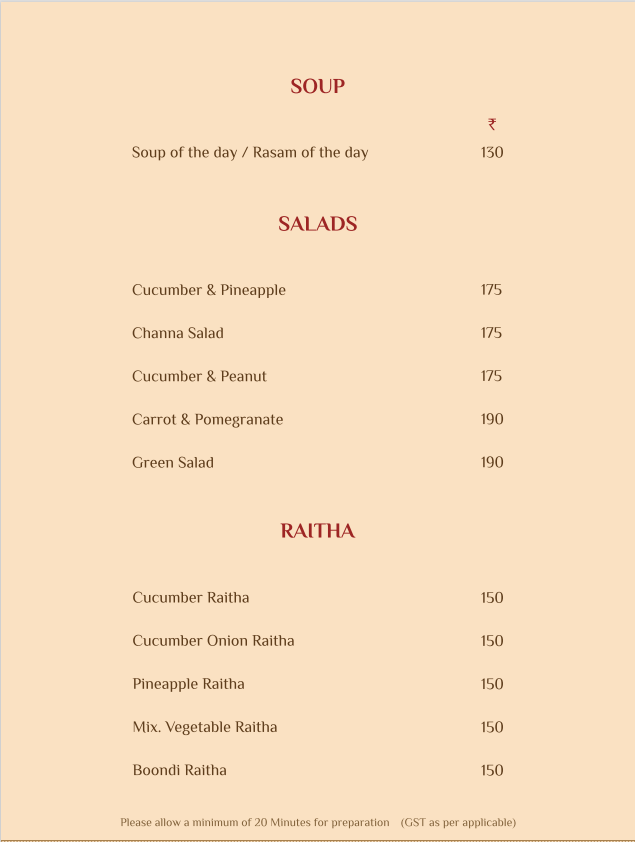 SOUP
₹
Soup of the day / Rasam of the day 130
SALADS
Cucumber & Pineapple 175
Channa Salad 175
Cucumber & Peanut 175
Carrot & Pomegranate 190
Green Salad 190
RAITHA
Cucumber Raitha 150
Cucumber Onion Raitha 150
Pineapple Raitha 150
Mix. Vegetable Raitha 150
Boondi Raitha 150
Please allow a minimum of 20 Minutes for preparation (GST as per applicable)